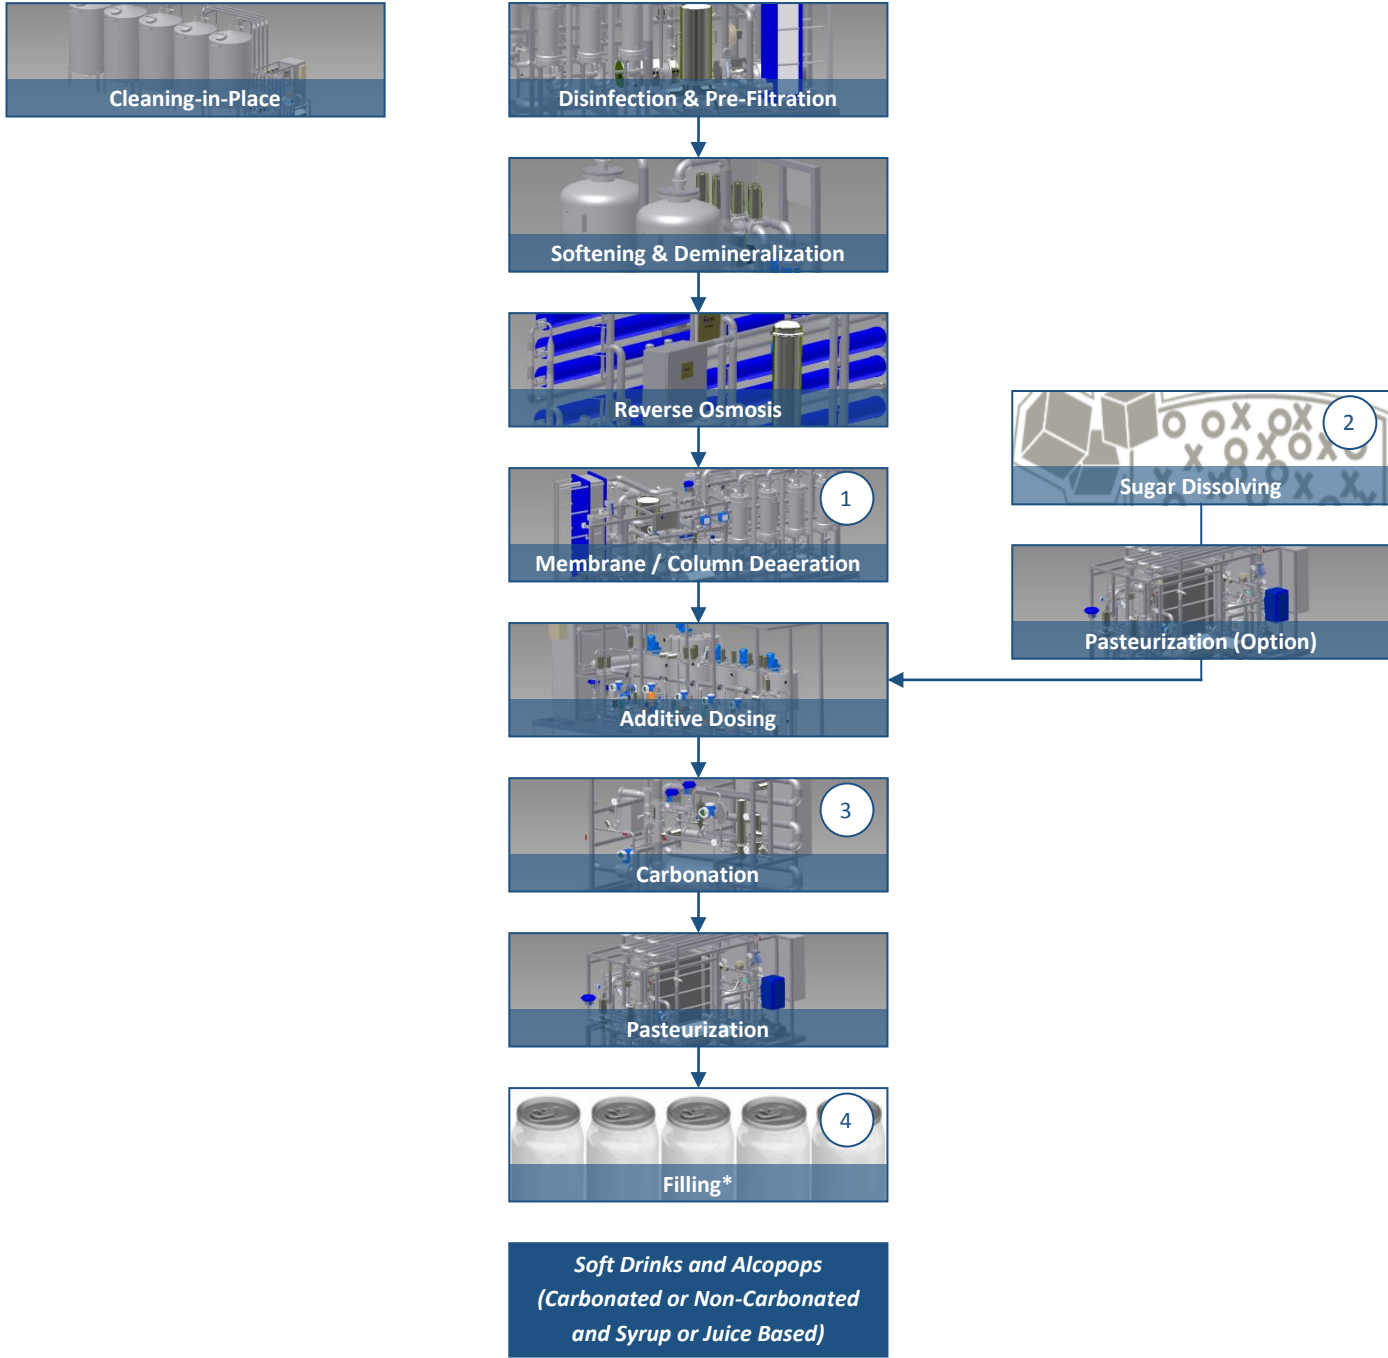 Cleaning-in-Place
Disinfection & Pre-Filtration
Softening & Demineralization
Reverse Osmosis
2
Sugar Dissolving
1
Membrane / Column Deaeration
Pasteurization (Option)
Additive Dosing
3
Carbonation
Pasteurization
4
Filling*
Soft Drinks and Alcopops
(Carbonated or Non-Carbonated
and Syrup or Juice Based)